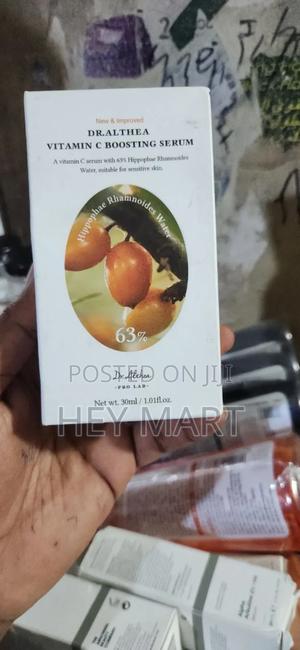 New & Improved
DR.ALTHEA
VITAMIN C BOOSTING SERUM
A vitamin C serum with 63% Hippophae Rhamnoides
Water, suitable for sensitive skin.
Hippophae Rhamnoides Water
63%
Dr.Althea
-PRO LAB-
Net wt. 30ml / 1.01fl.oz.
POSTED ON JIJI
HEY MART